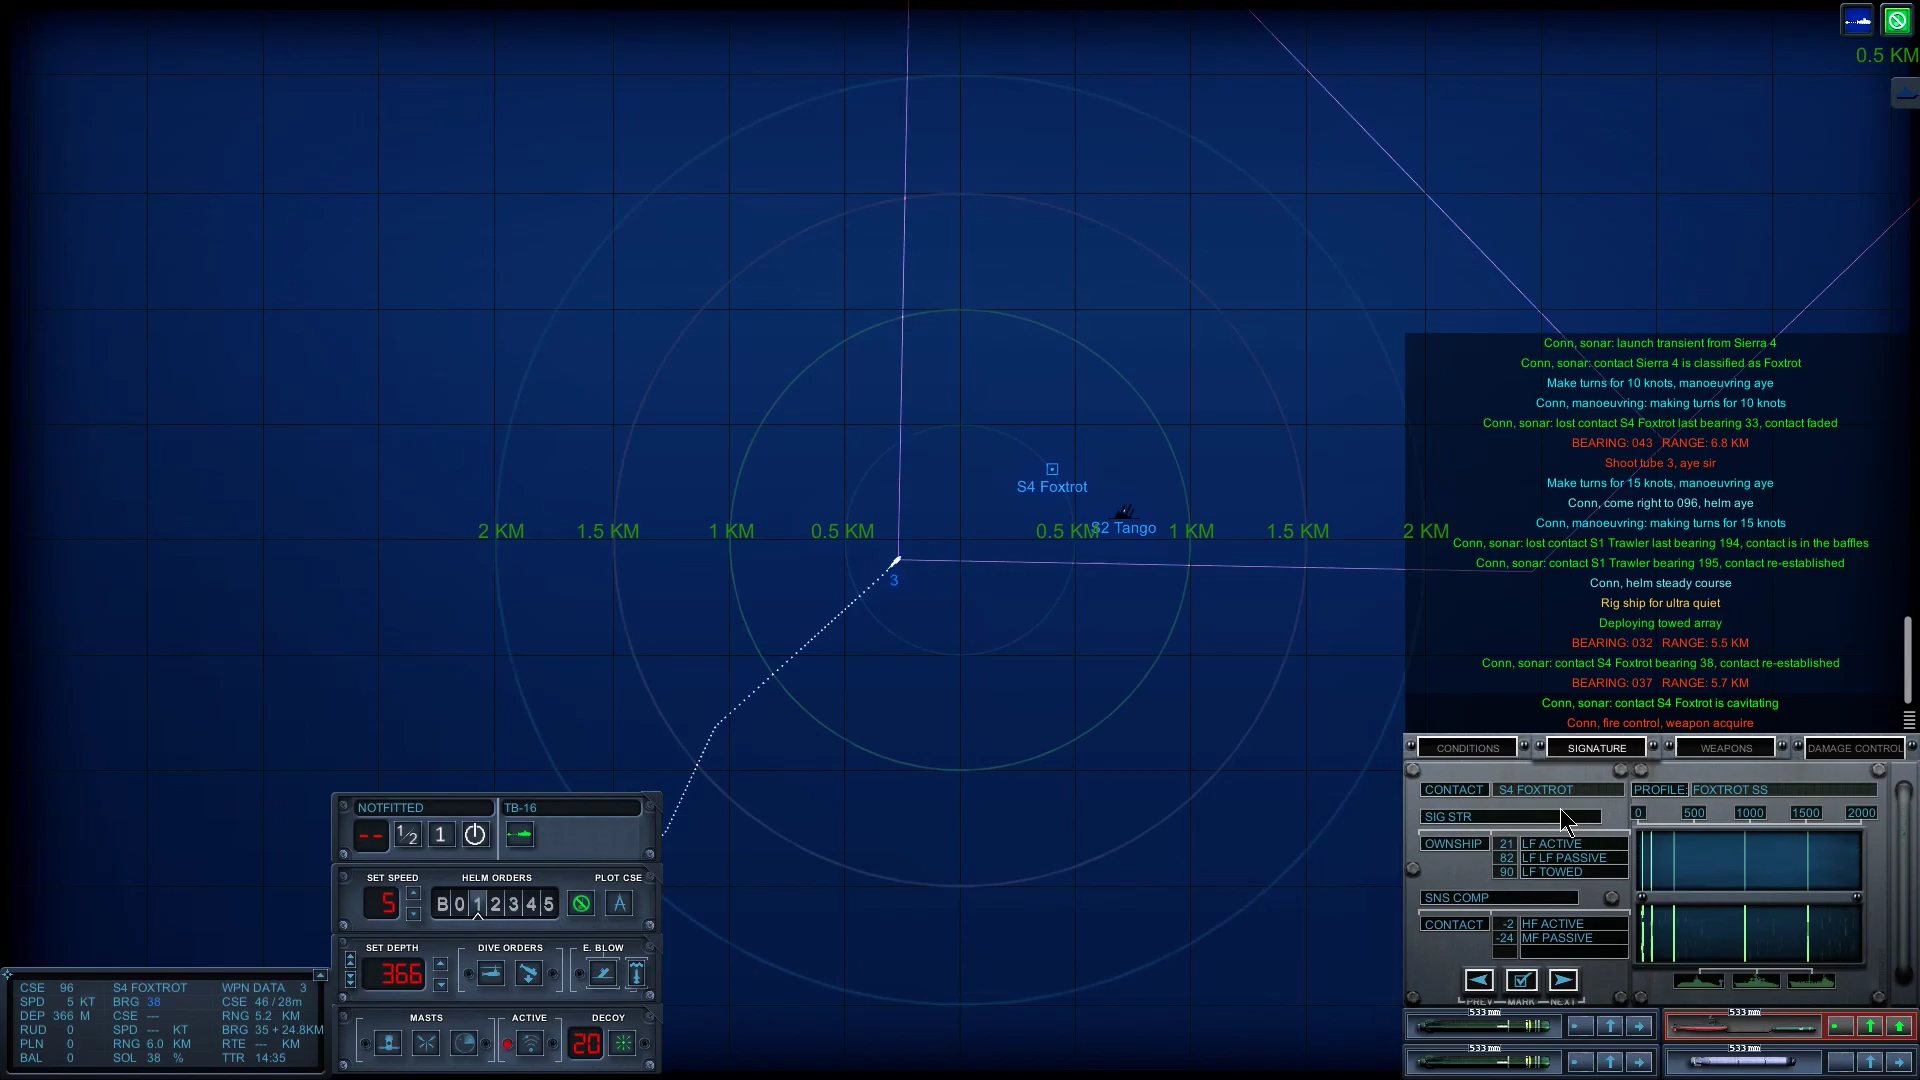 0.5 KM
S4 Foxtrot
2 KM 1.5 KM 1 KM 0.5 KM 0.5 KM 1 KM 1.5 KM 2 KM
S2 Tango
3
Conn, sonar: launch transient from Sierra 4
Conn, sonar: contact Sierra 4 is classified as Foxtrot
Make turns for 10 knots, manoeuvring aye
Conn, manoeuvring: making turns for 10 knots
Conn, sonar: lost contact S4 Foxtrot last bearing 33, contact faded
BEARING: 043 RANGE: 6.8 KM
Shoot tube 3, aye sir
Make turns for 15 knots, manoeuvring aye
Conn, come right to 096, helm aye
Conn, manoeuvring: making turns for 15 knots
Conn, sonar: lost contact S1 Trawler last bearing 194, contact is in the baffles
Conn, sonar: contact S1 Trawler bearing 195, contact re-established
Conn, helm steady course
Rig ship for ultra quiet
Deploying towed array
BEARING: 032 RANGE: 5.5 KM
Conn, sonar: contact S4 Foxtrot bearing 38, contact re-established
BEARING: 037 RANGE: 5.7 KM
Conn, sonar: contact S4 Foxtrot is cavitating
Conn, fire control, weapon acquire
CONDITIONS SIGNATURE WEAPONS DAMAGE CONTROL
CONTACT S4 FOXTROT PROFILE: FOXTROT SS
0 500 1000 1500 2000
SIG STR
OWNSHIP 21 LF ACTIVE
82 LF LF PASSIVE
90 LF TOWED
SNS COMP
CONTACT -2 HF ACTIVE
-24 MF PASSIVE
PREV MARK NEXT
533 mm 533 mm
533 mm 533 mm
NOTFITTED TB-16
-- 1/2 1
SET SPEED HELM ORDERS PLOT CSE
5 B 0 1 2 3 4 5
SET DEPTH DIVE ORDERS E. BLOW
366
MASTS ACTIVE DECOY
20
CSE 96 S4 FOXTROT WPN DATA 3
SPD 5 KT BRG 38 CSE 46 / 28m
DEP 366 M CSE --- RNG 5.2 KM
RUD 0 SPD --- KT BRG 35 + 24.8KM
PLN 0 RNG 6.0 KM RTE --- KM
BAL 0 SOL 38 % TTR 14:35